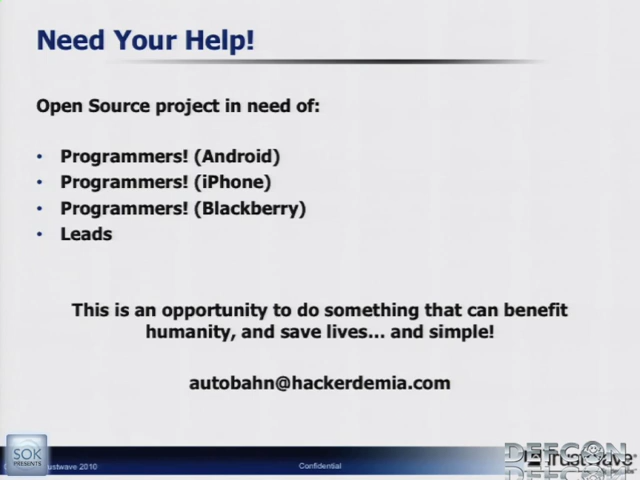 Need Your Help!
Open Source project in need of:
• Programmers! (Android)
• Programmers! (iPhone)
• Programmers! (Blackberry)
• Leads
This is an opportunity to do something that can benefit
humanity, and save lives... and simple!
autobahn@hackerdemia.com
SOK
PRESENTS
Trustwave 2010
Confidential
DEFCON
Trustwave